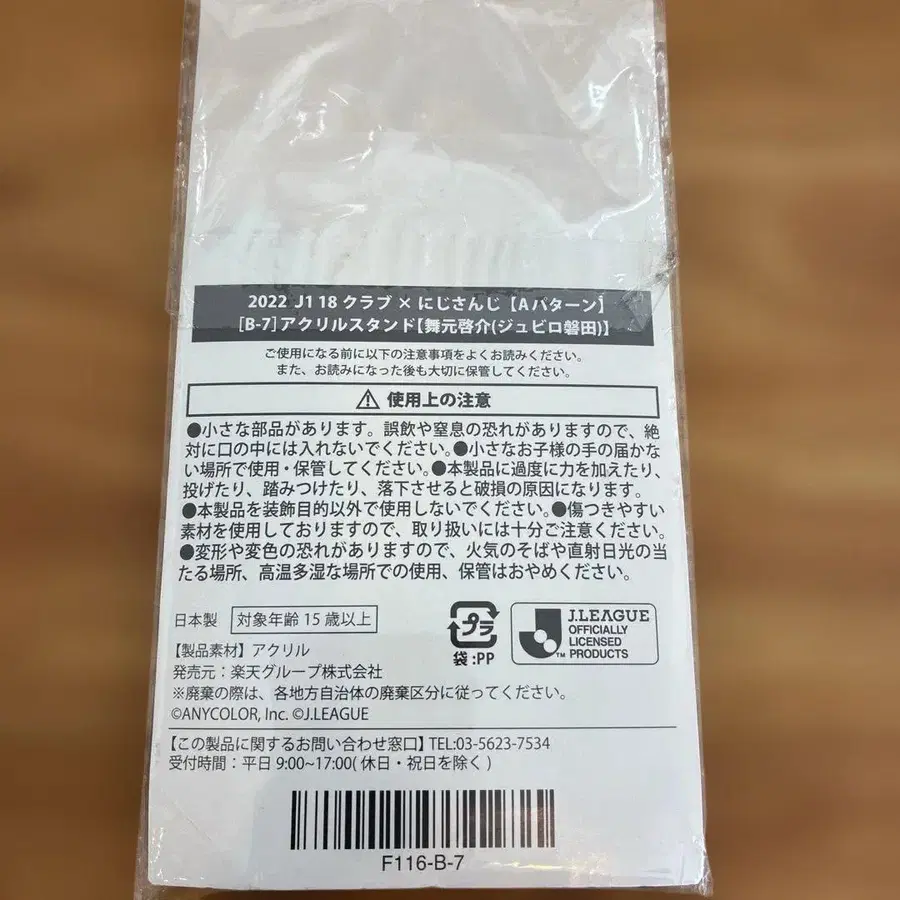 2022 J1 18 クラブ × にじさんじ【Aパターン】
[B-7]アクリルスタンド【舞元啓介(ジュビロ磐田)】
ご使用になる前に以下の注意事項をよくお読みください。
また、お読みになった後も大切に保管してください。
⚠ 使用上の注意
●小さな部品があります。誤飲や窒息の恐れがありますので、絶
対に口の中には入れないでください。●小さなお子様の手の届かな
い場所で使用・保管してください。●本製品に過度に力を加えたり、
投げたり、踏みつけたり、落下させると破損の原因になります。
●本製品を装飾目的以外で使用しないでください。●傷つきやすい
素材を使用しておりますので、取り扱いには十分ご注意ください。
●変形や変色の恐れがありますので、火気のそばや直射日光の当
たる場所、高温多湿な場所での使用、保管はおやめください。
日本製 対象年齢 15 歳以上
【製品素材】アクリル
発売元：楽天グループ株式会社
プラ
袋:PP
J.LEAGUE
OFFICIALLY
LICENSED
PRODUCTS
TM
※廃棄の際は、各地方自治体の廃棄区分に従ってください。
©ANYCOLOR, Inc. ©J.LEAGUE
【この製品に関するお問い合わせ窓口】TEL:03-5623-7534
受付時間：平日 9:00~17:00( 休日・祝日を除く )
F116-B-7